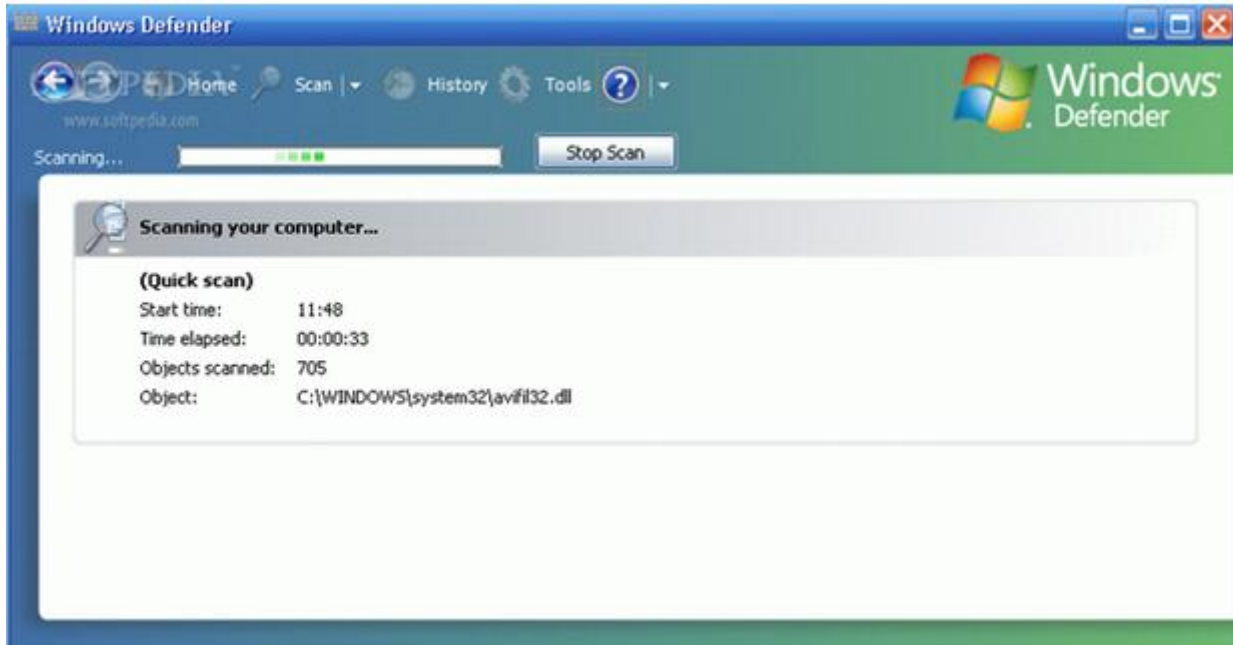 Windows Defender
Home Scan History Tools ?
SOFTPEDIA
www.softpedia.com
Windows
Defender
Scanning... Stop Scan
Scanning your computer...
(Quick scan)
Start time: 11:48
Time elapsed: 00:00:33
Objects scanned: 705
Object: C:\WINDOWS\system32\avifil32.dll